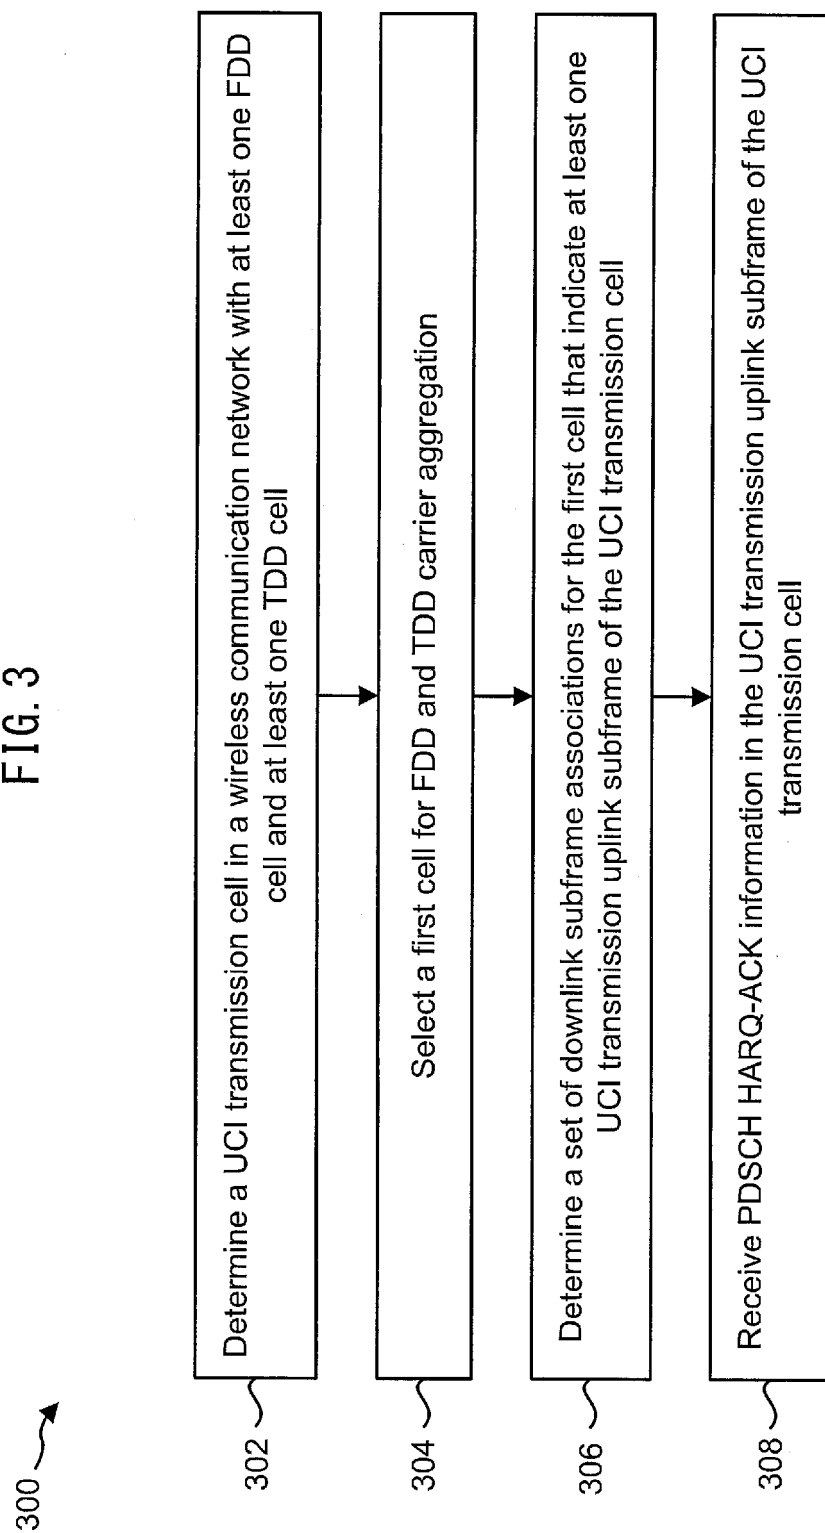 FIG. 3
300
302
Determine a UCI transmission cell in a wireless communication network with at least one FDD
cell and at least one TDD cell
304
Select a first cell for FDD and TDD carrier aggregation
306
Determine a set of downlink subframe associations for the first cell that indicate at least one
UCI transmission uplink subframe of the UCI transmission cell
308
Receive PDSCH HARQ-ACK information in the UCI transmission uplink subframe of the UCI
transmission cell